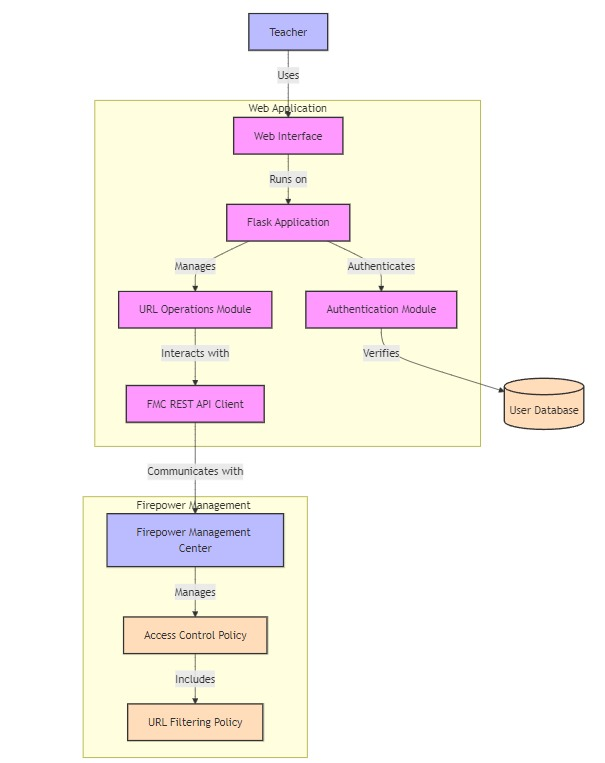 Teacher
Uses
Web Application
Web Interface
Runs on
Flask Application
Manages
Authenticates
URL Operations Module
Authentication Module
Interacts with
Verifies
FMC REST API Client
User Database
Communicates with
Firepower Management
Firepower Management
Center
Manages
Access Control Policy
Includes
URL Filtering Policy